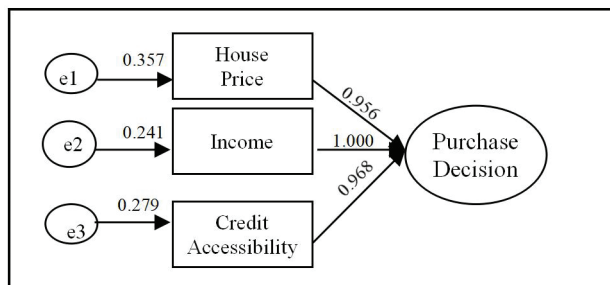 0.357
House
Price
e1
0.956
0.241
Income
e2
1.000
Purchase
Decision
0.968
0.279
Credit
Accessibility
e3